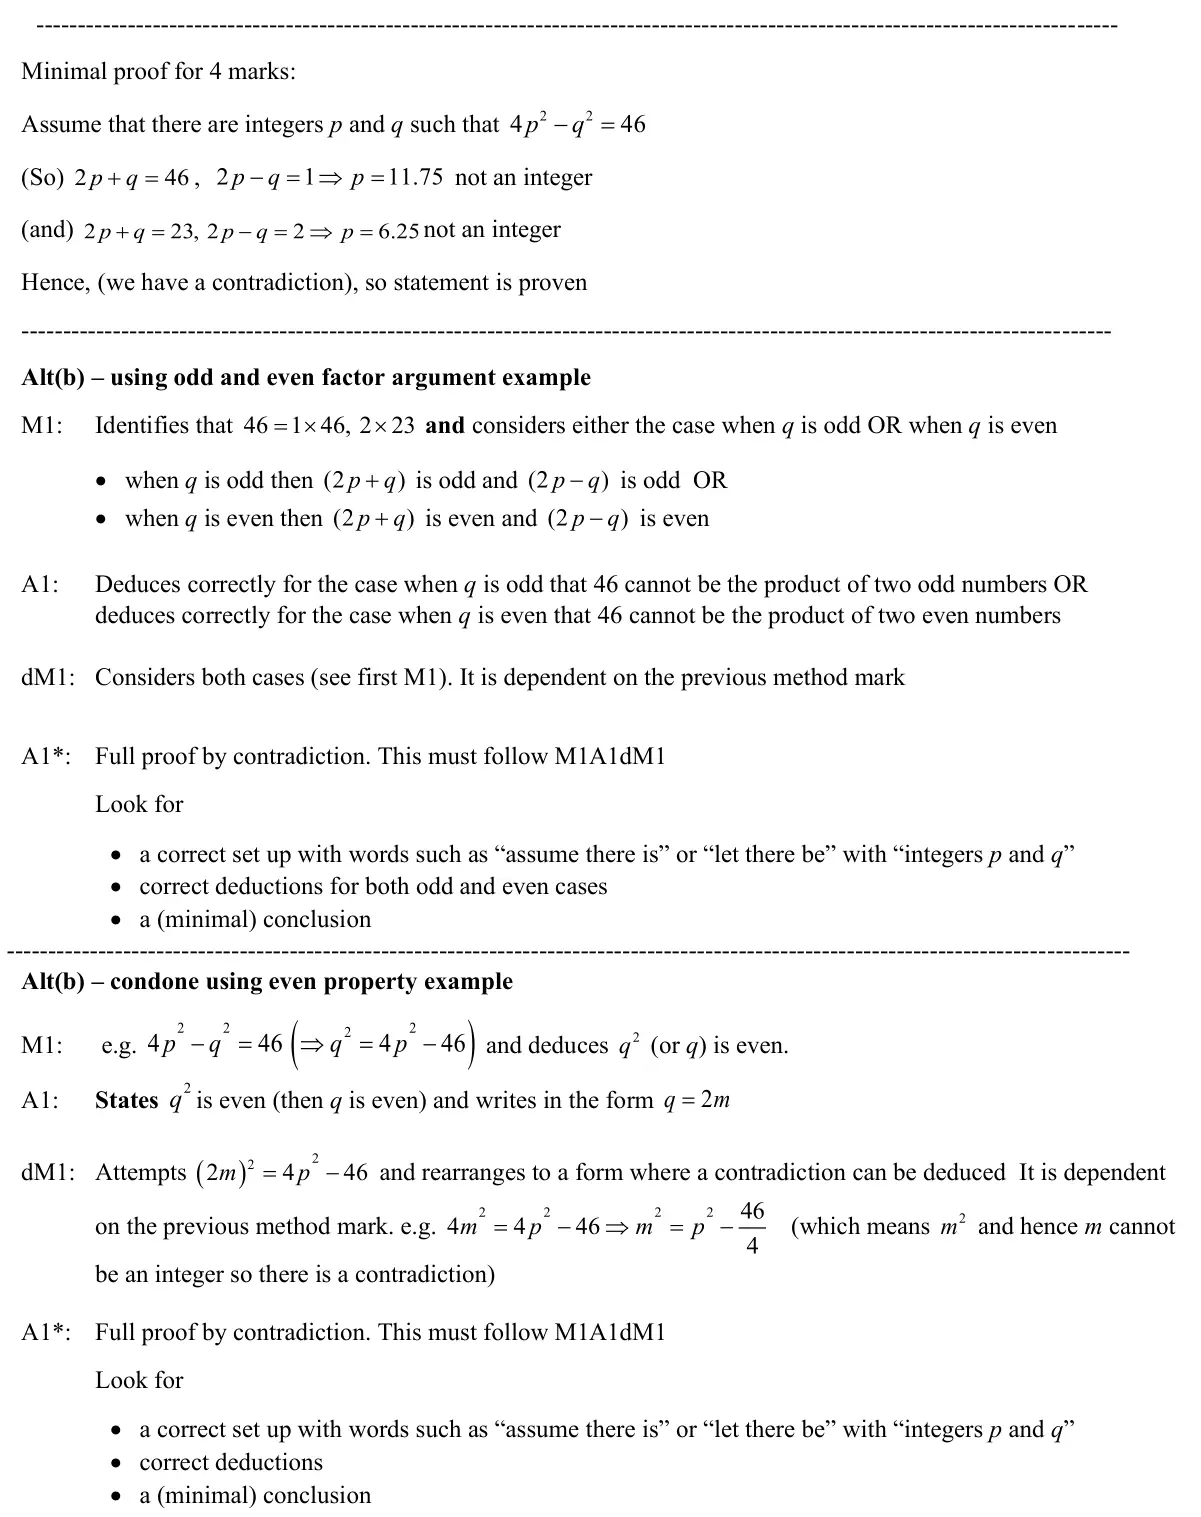 Minimal proof for 4 marks:
Assume that there are integers p and q such that 4p² − q² = 46
(So) 2p + q = 46 , 2p − q = 1 ⇒ p = 11.75 not an integer
(and) 2p + q = 23, 2p − q = 2 ⇒ p = 6.25 not an integer
Hence, (we have a contradiction), so statement is proven
Alt(b) – using odd and even factor argument example
M1: Identifies that 46 = 1×46, 2×23 and considers either the case when q is odd OR when q is even
• when q is odd then (2p + q) is odd and (2p − q) is odd OR
• when q is even then (2p + q) is even and (2p − q) is even
A1: Deduces correctly for the case when q is odd that 46 cannot be the product of two odd numbers OR
deduces correctly for the case when q is even that 46 cannot be the product of two even numbers
dM1: Considers both cases (see first M1). It is dependent on the previous method mark
A1*: Full proof by contradiction. This must follow M1A1dM1
Look for
• a correct set up with words such as “assume there is” or “let there be” with “integers p and q”
• correct deductions for both odd and even cases
• a (minimal) conclusion
Alt(b) – condone using even property example
M1: e.g. 4p² − q² = 46 (⇒ q² = 4p² − 46) and deduces q² (or q) is even.
A1: States q² is even (then q is even) and writes in the form q = 2m
dM1: Attempts (2m)² = 4p² − 46 and rearranges to a form where a contradiction can be deduced It is dependent
on the previous method mark. e.g. 4m² = 4p² − 46 ⇒ m² = p² − 46/4 (which means m² and hence m cannot
be an integer so there is a contradiction)
A1*: Full proof by contradiction. This must follow M1A1dM1
Look for
• a correct set up with words such as “assume there is” or “let there be” with “integers p and q”
• correct deductions
• a (minimal) conclusion